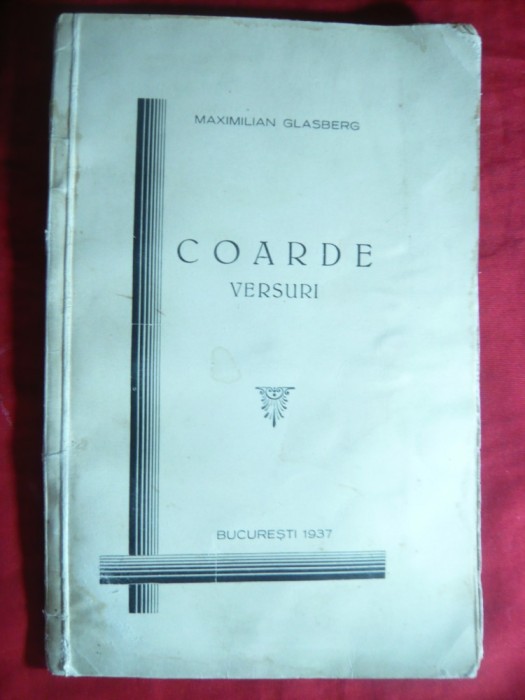 MAXIMILIAN GLASBERG
COARDE
VERSURI
BUCUREȘTI 1937